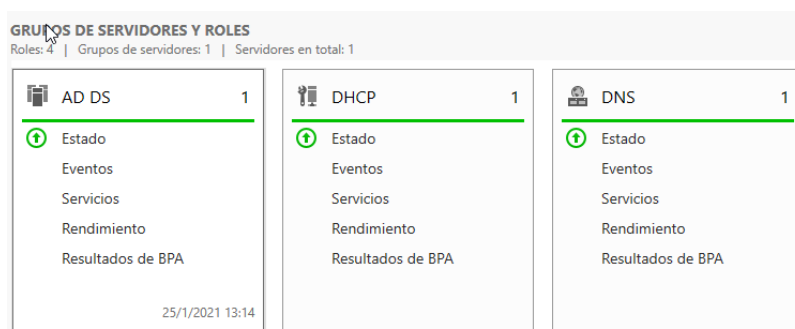 GRUPOS DE SERVIDORES Y ROLES
Roles: 4 | Grupos de servidores: 1 | Servidores en total: 1
AD DS 1
Estado
Eventos
Servicios
Rendimiento
Resultados de BPA
25/1/2021 13:14
DHCP 1
Estado
Eventos
Servicios
Rendimiento
Resultados de BPA
DNS 1
Estado
Eventos
Servicios
Rendimiento
Resultados de BPA